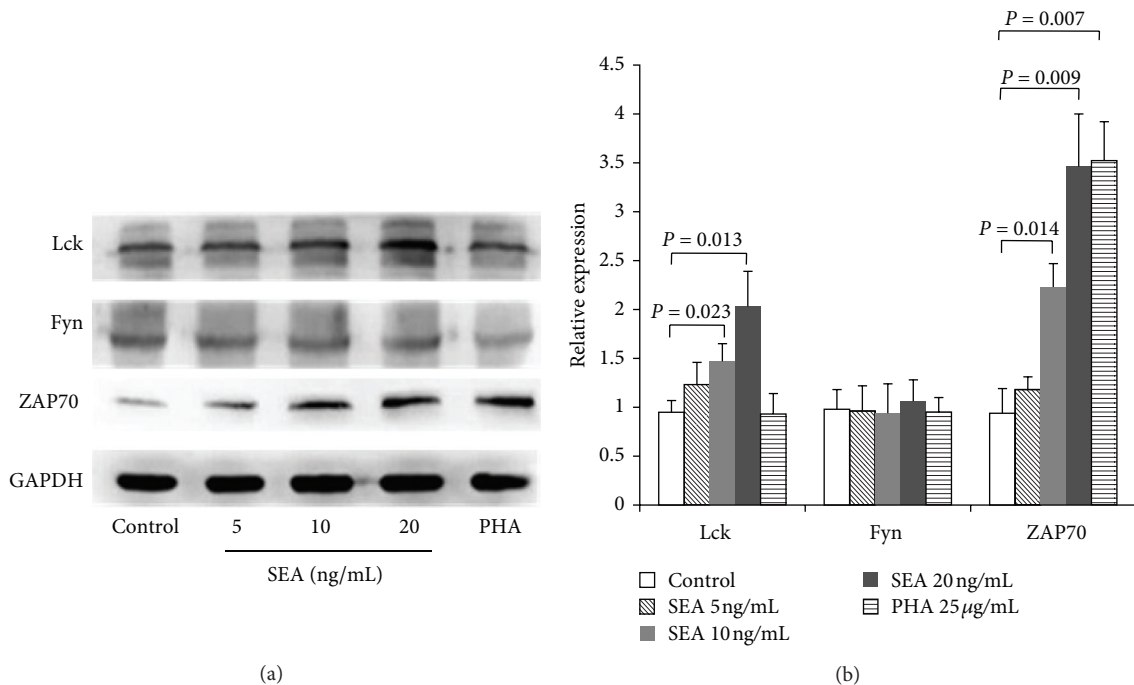 Lck
Fyn
ZAP70
GAPDH
Control 5 10 20 PHA
SEA (ng/mL)
(a)
P = 0.007
P = 0.009
P = 0.014
P = 0.013
P = 0.023
Relative expression
4.5
4
3.5
3
2.5
2
1.5
1
0.5
0
Lck Fyn ZAP70
Control
SEA 5 ng/mL
SEA 10 ng/mL
SEA 20 ng/mL
PHA 25 μg/mL
(b)